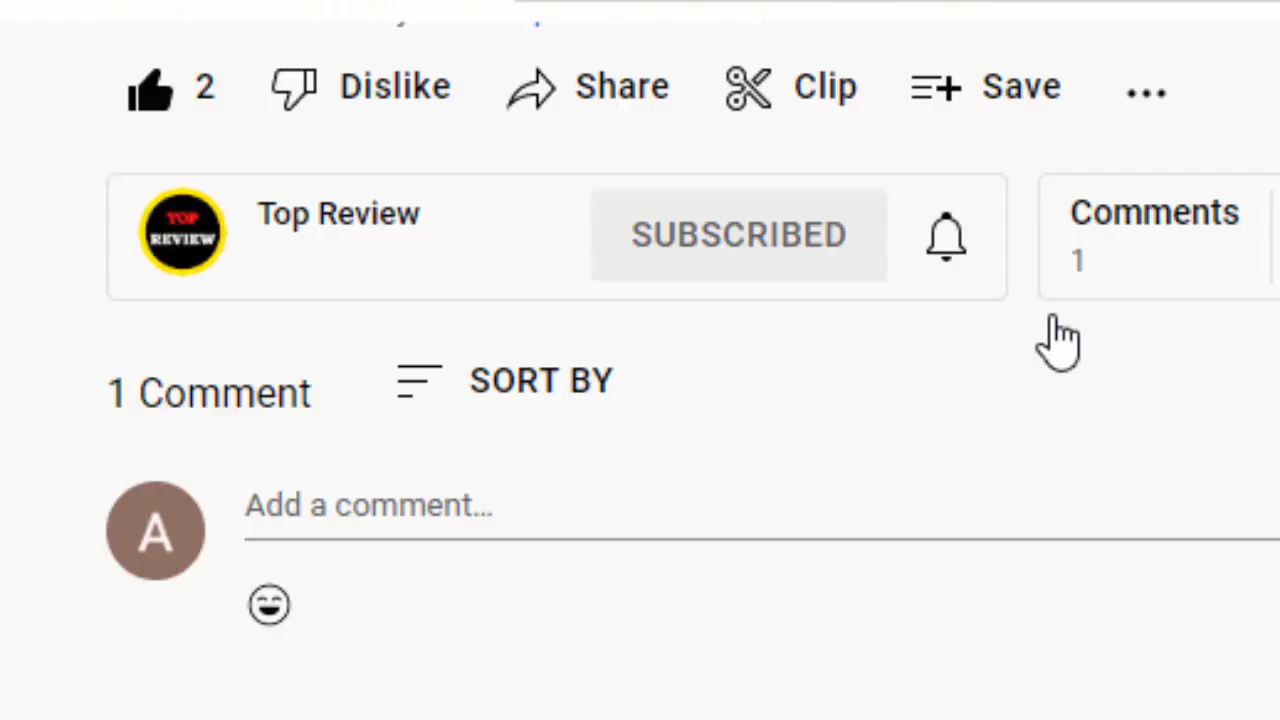 2 Dislike Share Clip Save ...
TOP
REVIEW
Top Review
SUBSCRIBED
Comments
1
1 Comment
SORT BY
A
Add a comment...